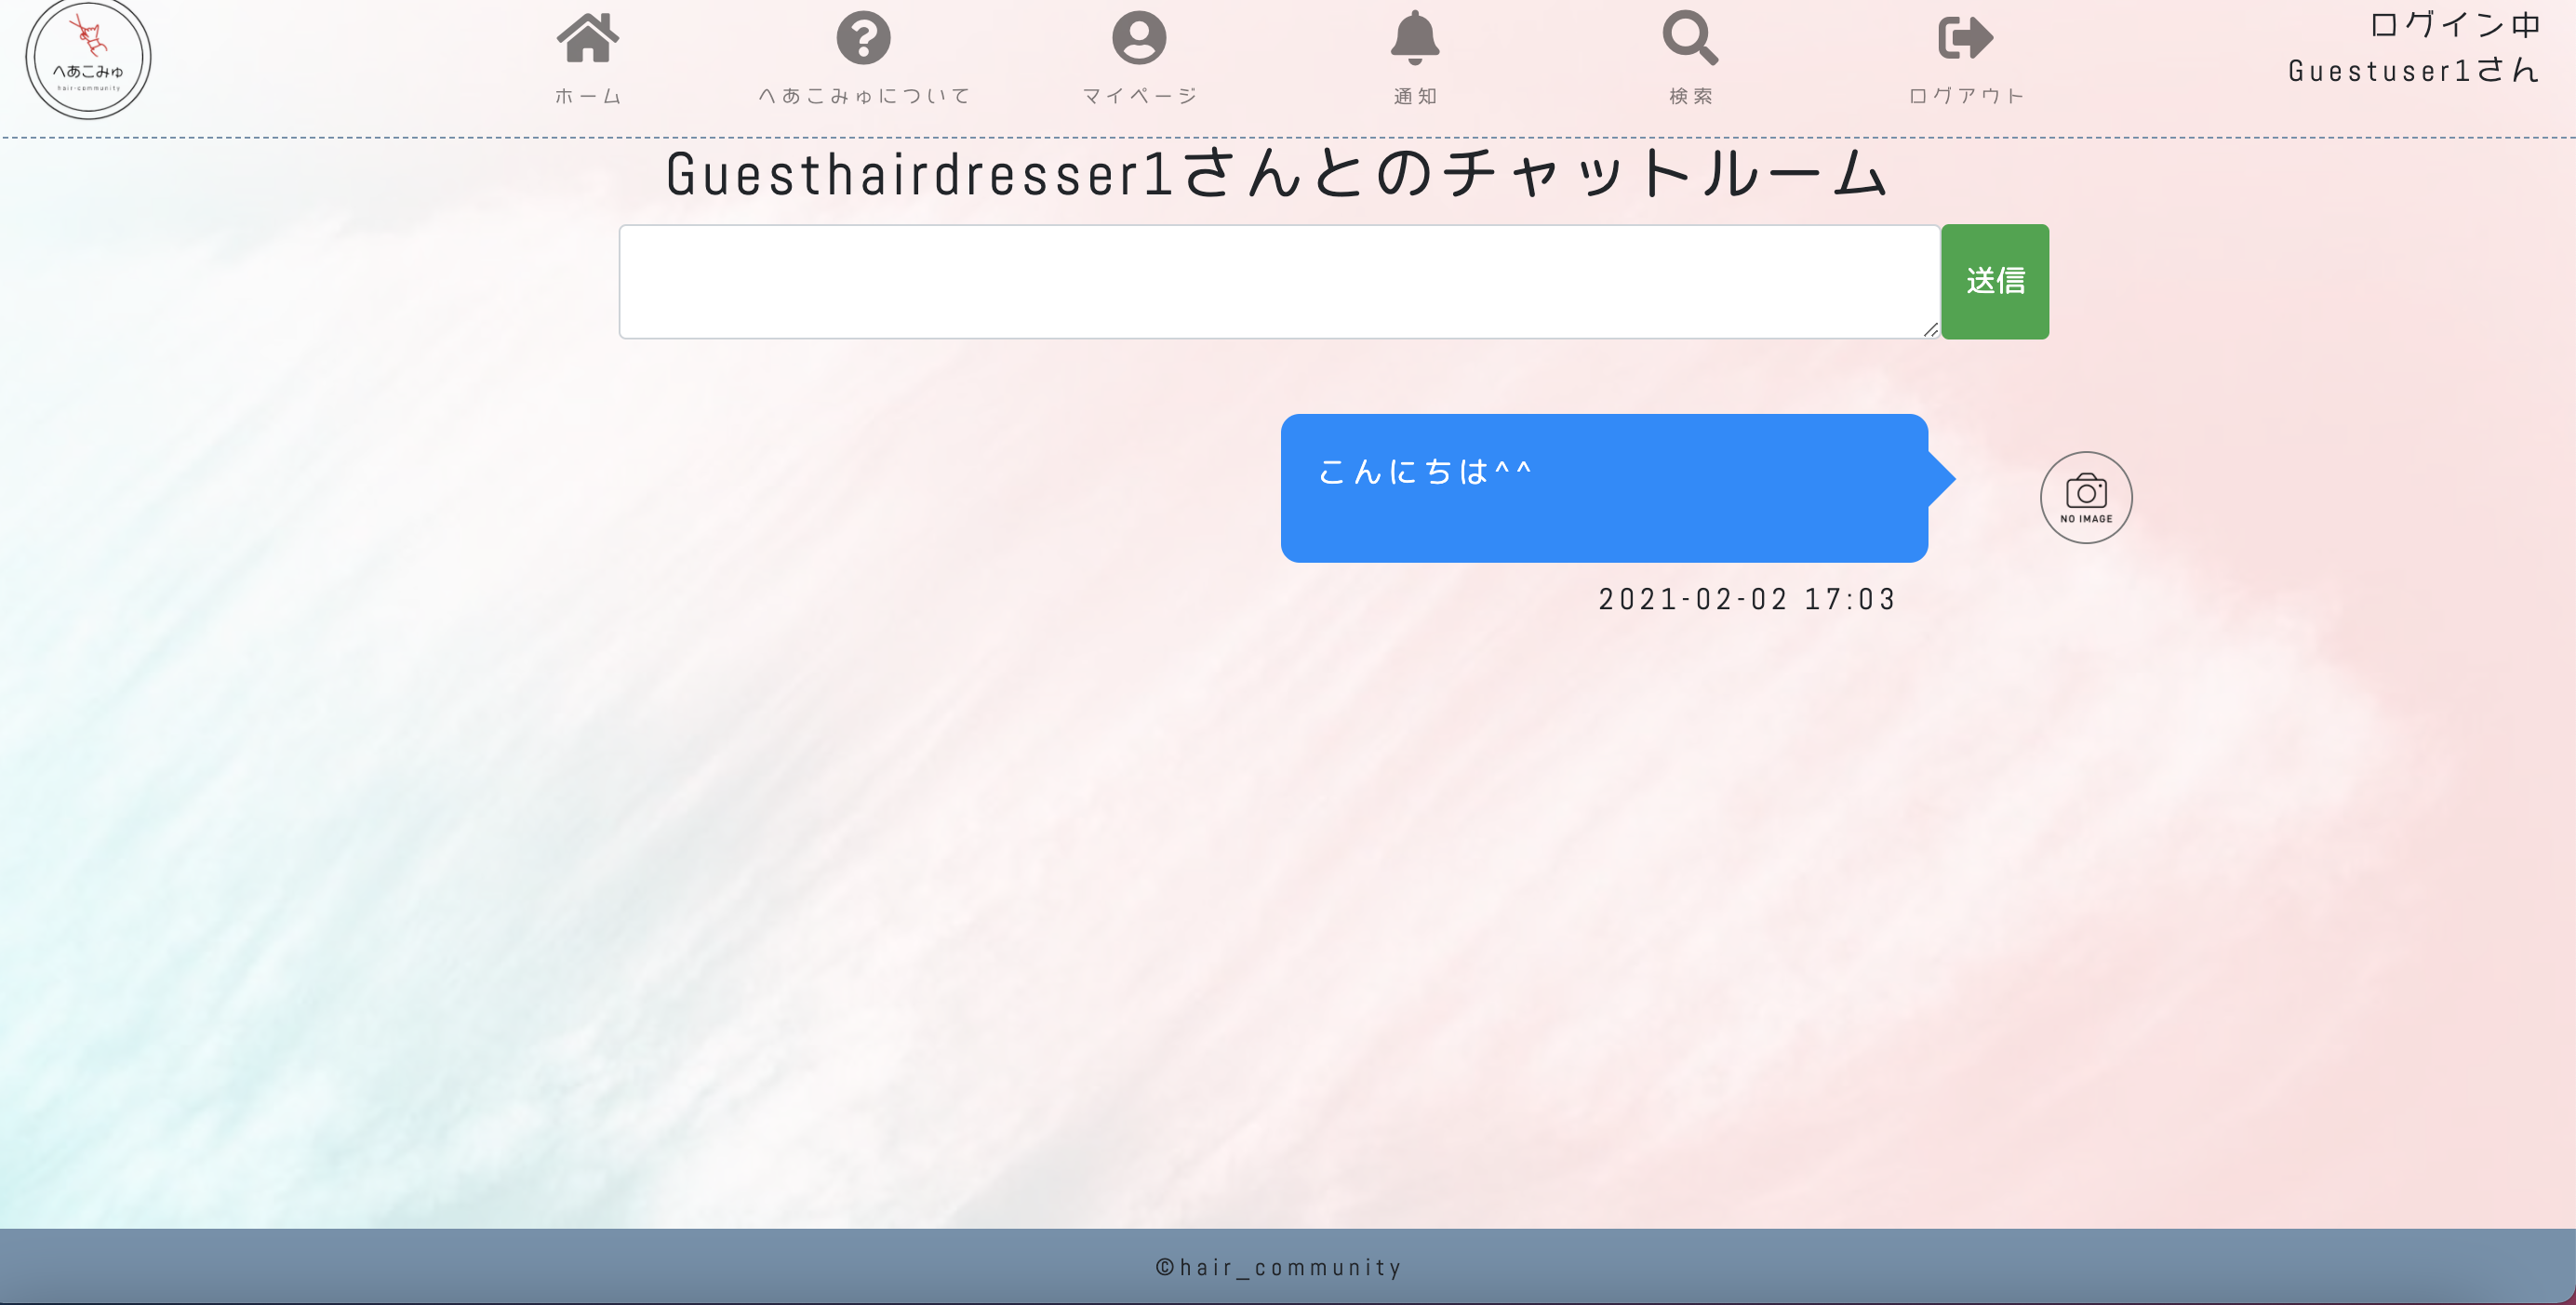 へあこみゅ
hair-community
ホーム
へあこみゅについて
マイページ
通知
検索
ログアウト
ログイン中
Guestuser1さん
Guesthairdresser1さんとのチャットルーム
送信
こんにちは^^
NO IMAGE
2021-02-02 17:03
©hair_community